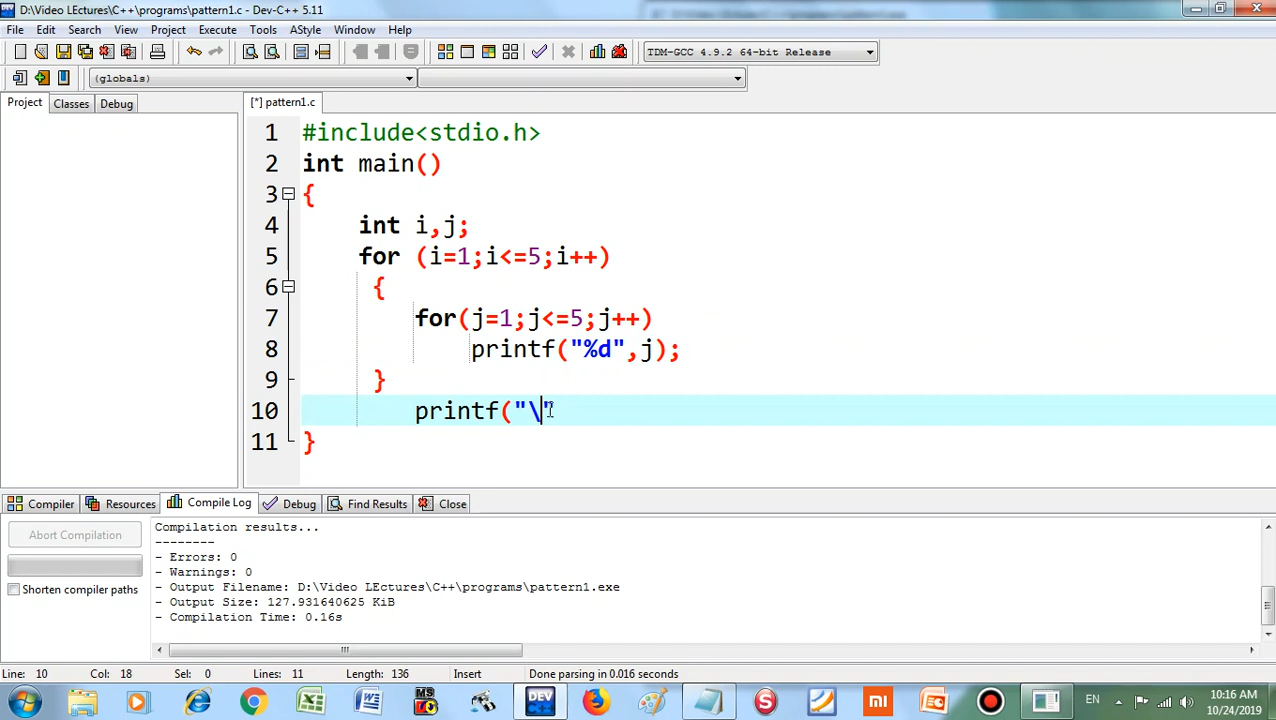 D:\Video LEctures\C++\programs\pattern1.c - Dev-C++ 5.11
File Edit Search View Project Execute Tools AStyle Window Help
TDM-GCC 4.9.2 64-bit Release
(globals)
Project Classes Debug
[*] pattern1.c
1 #include<stdio.h>
2 int main()
3 {
4 int i,j;
5 for (i=1;i<=5;i++)
6 {
7 for(j=1;j<=5;j++)
8 printf("%d",j);
9 }
10 printf("\"
11 }
Compiler Resources Compile Log Debug Find Results Close
Abort Compilation
Shorten compiler paths
Compilation results...
--------
- Errors: 0
- Warnings: 0
- Output Filename: D:\Video LEctures\C++\programs\pattern1.exe
- Output Size: 127.931640625 KiB
- Compilation Time: 0.16s
Line: 10 Col: 18 Sel: 0 Lines: 11 Length: 136 Insert Done parsing in 0.016 seconds
EN
10:16 AM
10/24/2019